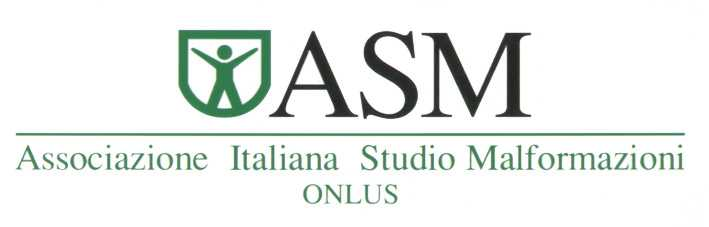 ASM
Associazione Italiana Studio Malformazioni
ONLUS